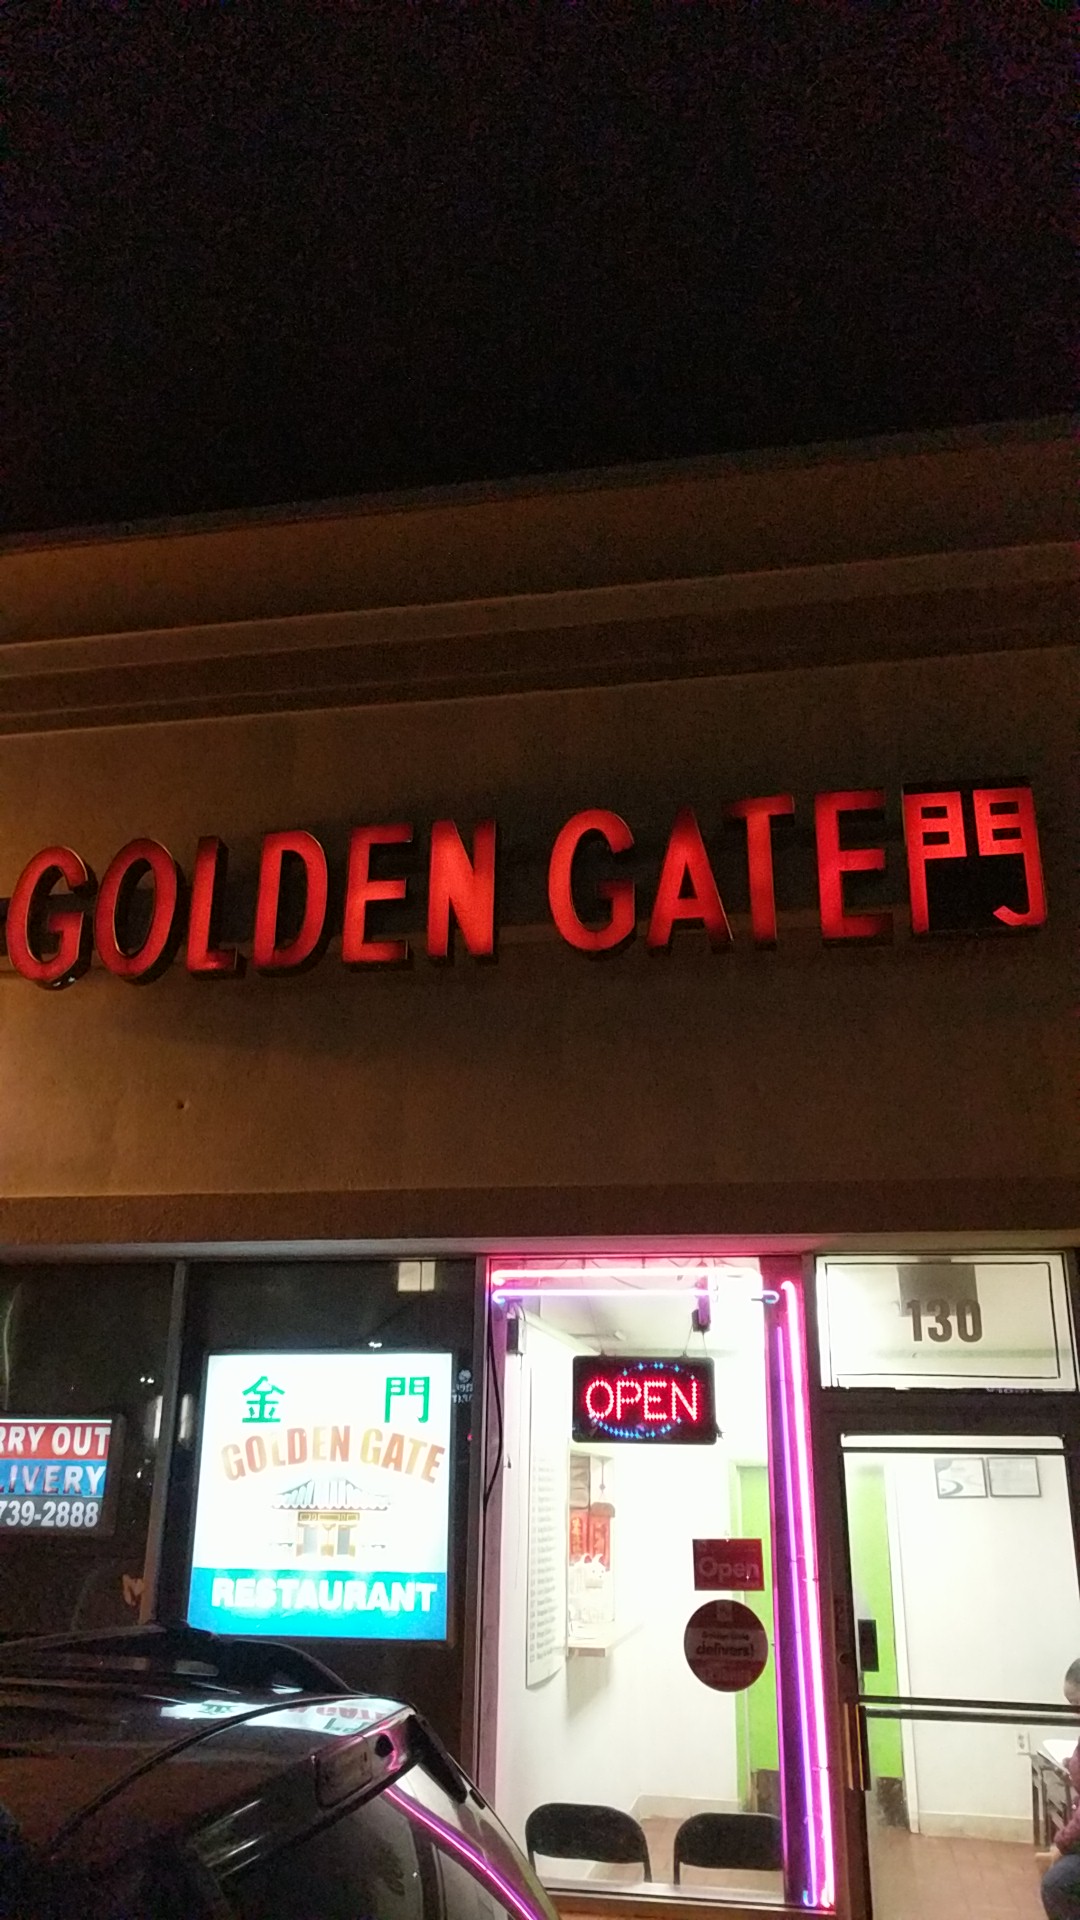 GOLDEN GATE門
130
OPEN
金 門
GOLDEN GATE
RESTAURANT
RRY OUT
LIVERY
739-2888
Open
delivers!